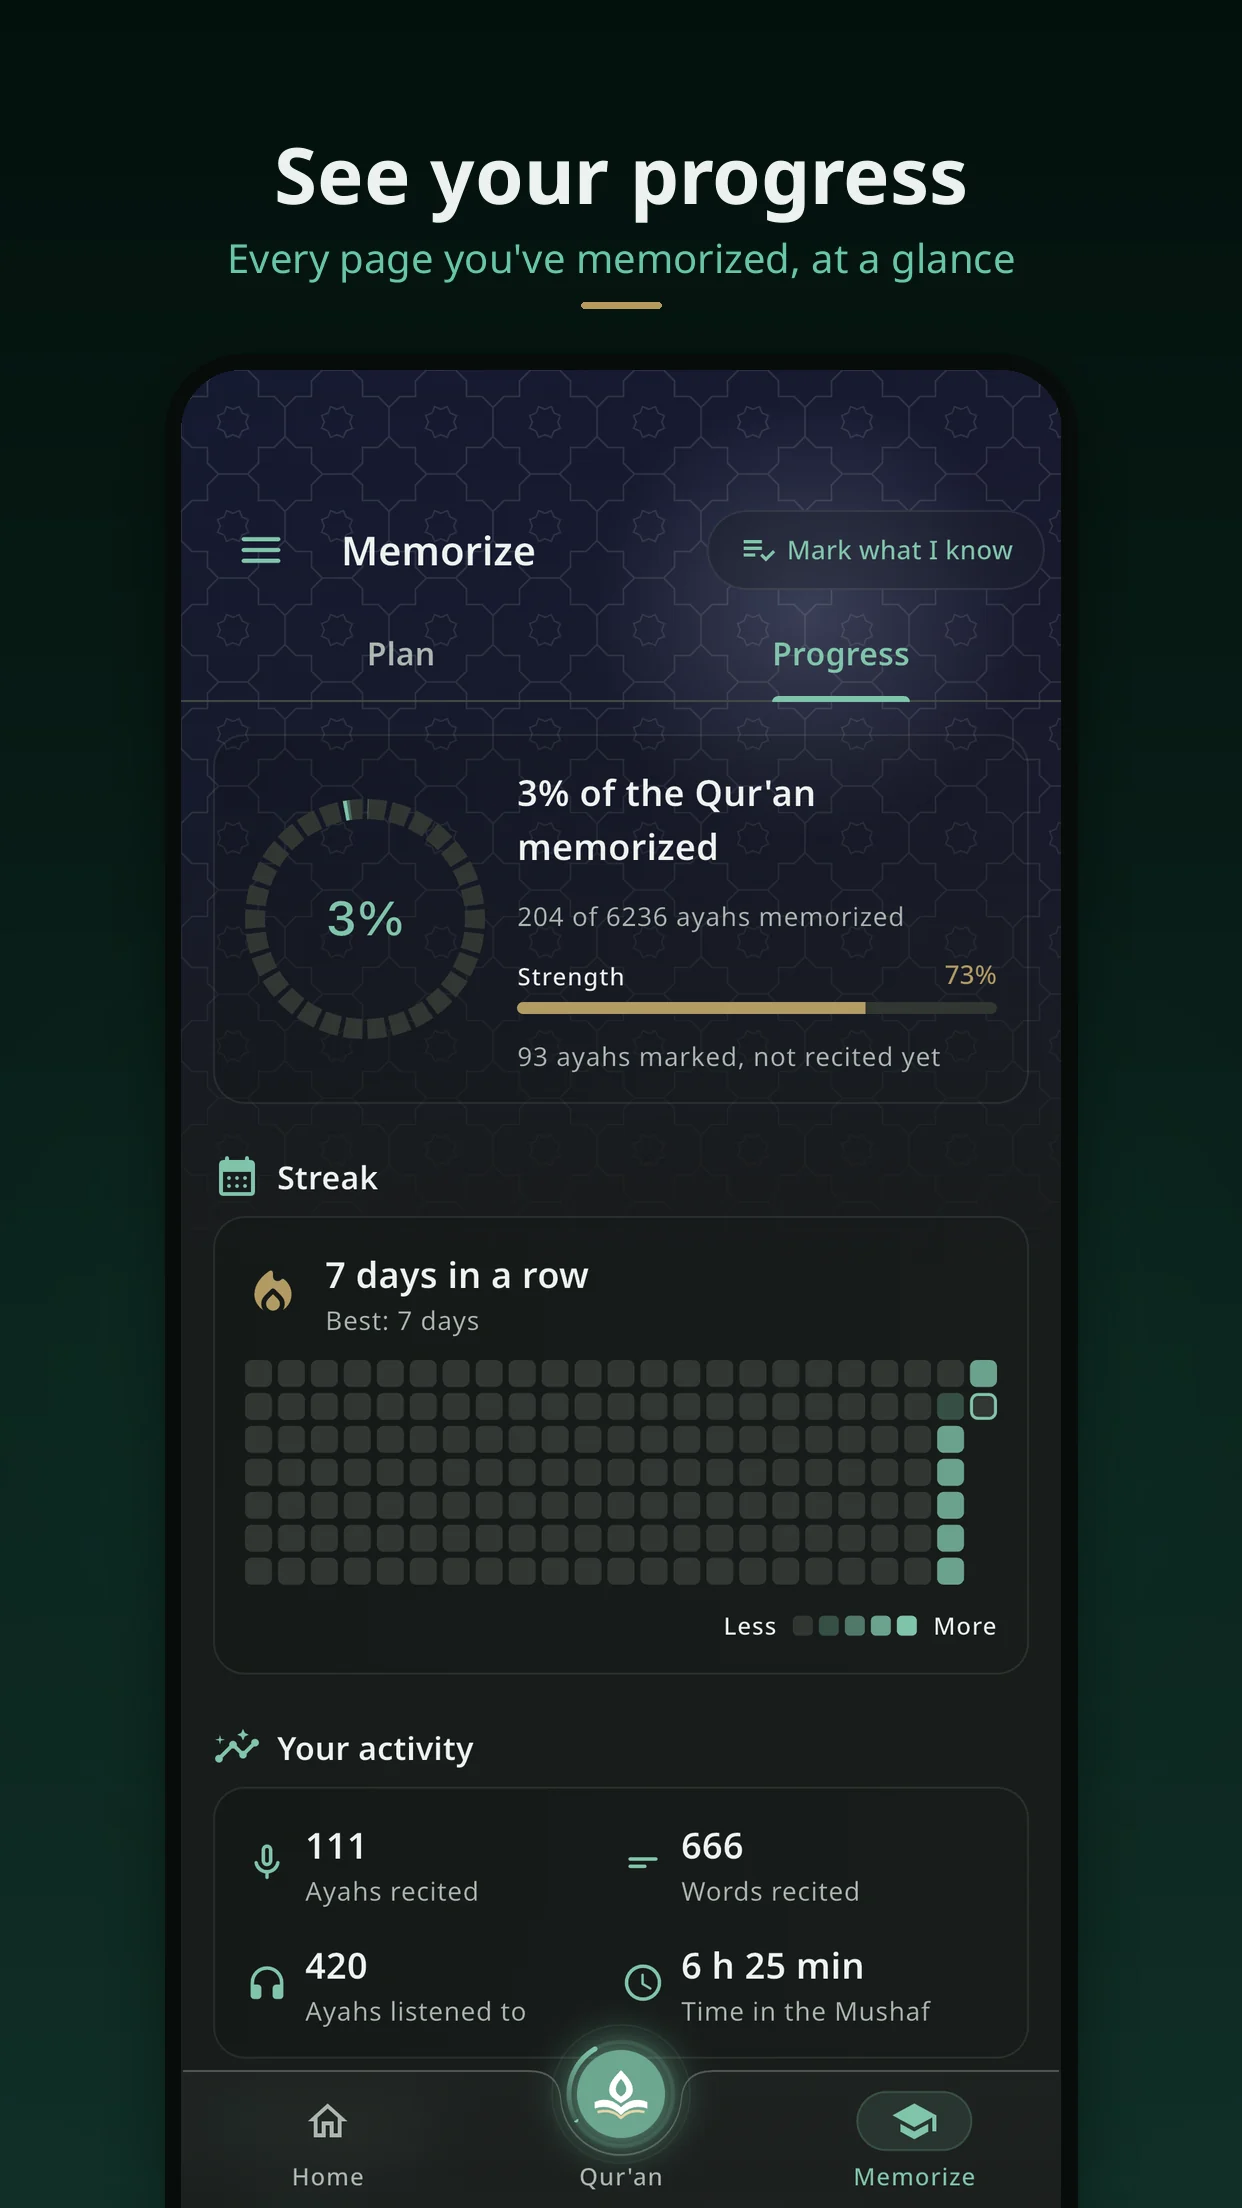 See your progress
Every page you've memorized, at a glance
Memorize
Mark what I know
Plan
Progress
3%
3% of the Qur'an
memorized
204 of 6236 ayahs memorized
Strength
73%
93 ayahs marked, not recited yet
Streak
7 days in a row
Best: 7 days
Less
More
Your activity
111
Ayahs recited
666
Words recited
420
Ayahs listened to
6 h 25 min
Time in the Mushaf
Home
Qur'an
Memorize